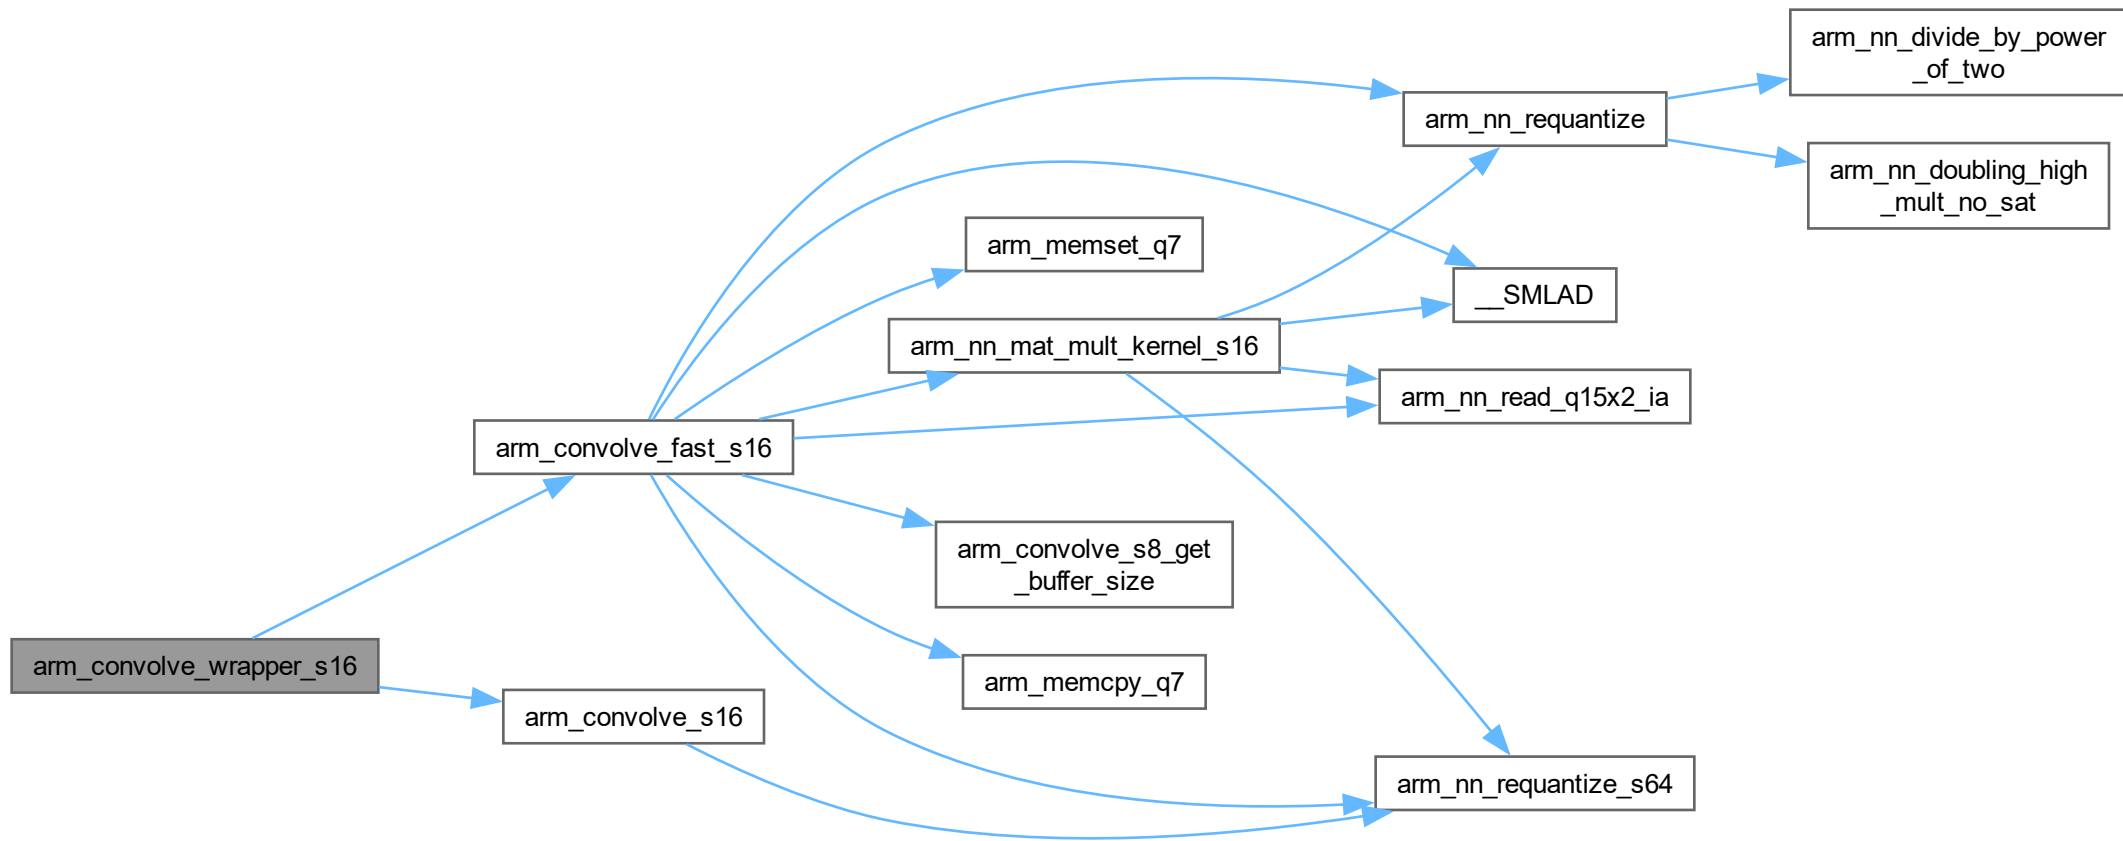 arm_nn_divide_by_power
_of_two
arm_nn_requantize
arm_nn_doubling_high
_mult_no_sat
arm_memset_q7
__SMLAD
arm_nn_mat_mult_kernel_s16
arm_nn_read_q15x2_ia
arm_convolve_fast_s16
arm_convolve_s8_get
_buffer_size
arm_convolve_wrapper_s16
arm_memcpy_q7
arm_convolve_s16
arm_nn_requantize_s64